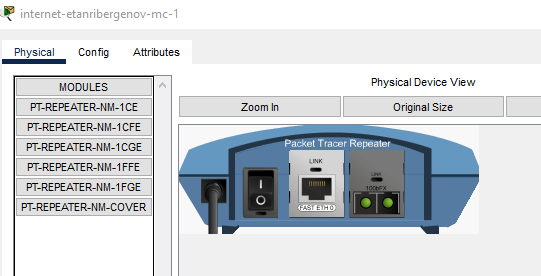 internet-etanribergenov-mc-1
Physical Config Attributes
MODULES
PT-REPEATER-NM-1CE
PT-REPEATER-NM-1CFE
PT-REPEATER-NM-1CGE
PT-REPEATER-NM-1FFE
PT-REPEATER-NM-1FGE
PT-REPEATER-NM-COVER
Physical Device View
Zoom In Original Size
Packet Tracer Repeater
LINK LINK
100bFX
FAST ETH 0